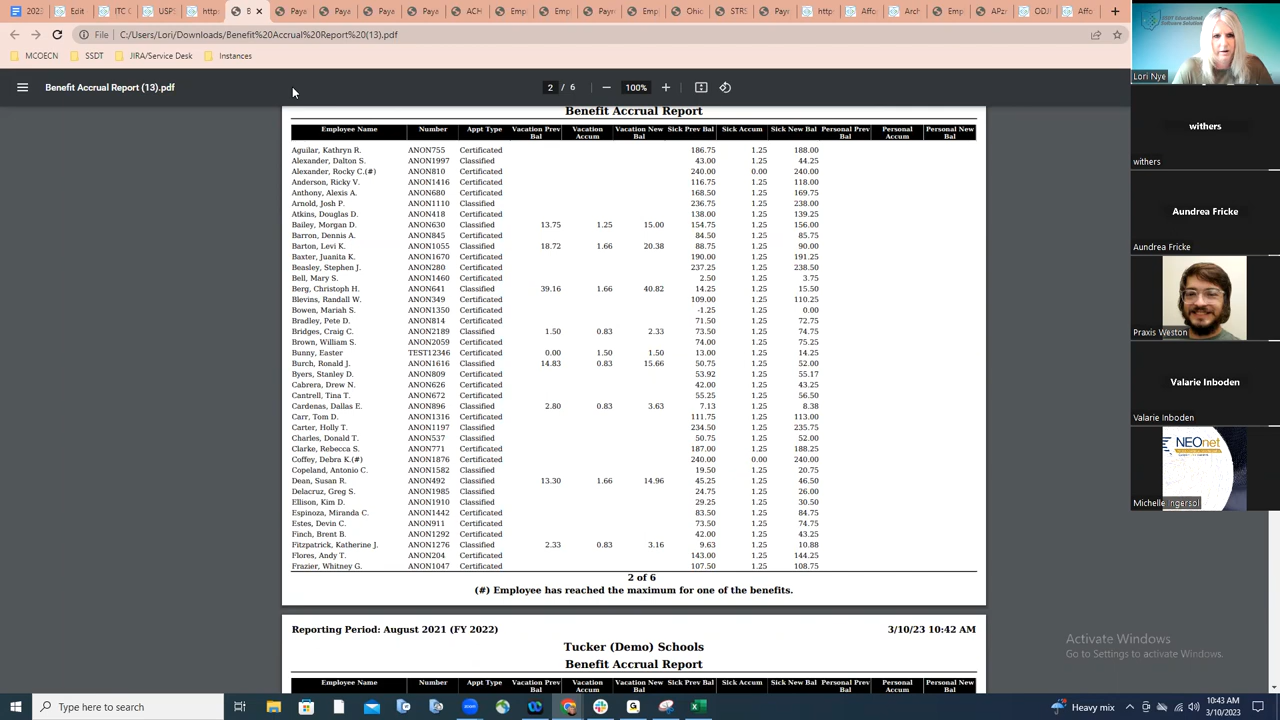 2023
OCI
USI
http
B
Pay
Pay
Pay
Pay
ACH
Emp
Emp
Pay
Emp
Ohic
STR
Pay
http
Affo
Acr
Emp
AZri
ODJ
Affo
File | C:/Users/Lori/Downloads/Benefit%20Accrual%20Report%20(13).pdf
MCOECN SSDT JIRA/Service Desk Instances
Benefit Accrual Report (13).pdf 2 / 6 100%
Benefit Accrual Report
Employee Name Number Appt Type Vacation Prev Bal Vacation Accum Vacation New Bal Sick Prev Bal Sick Accum Sick New Bal Personal Prev Bal Personal Accum Personal New Bal
Aguilar, Kathryn R. ANON755 Certificated 186.75 1.25 188.00
Alexander, Dalton S. ANON1997 Classified 43.00 1.25 44.25
Alexander, Rocky C.(#) ANON810 Certificated 240.00 0.00 240.00
Anderson, Ricky V. ANON1416 Certificated 116.75 1.25 118.00
Anthony, Alexis A. ANON680 Certificated 168.50 1.25 169.75
Arnold, Josh P. ANON1110 Classified 236.75 1.25 238.00
Atkins, Douglas D. ANON418 Certificated 138.00 1.25 139.25
Bailey, Morgan D. ANON630 Classified 13.75 1.25 15.00 154.75 1.25 156.00
Barron, Dennis A. ANON845 Certificated 84.50 1.25 85.75
Barton, Levi K. ANON1055 Classified 18.72 1.66 20.38 88.75 1.25 90.00
Baxter, Juanita K. ANON1670 Certificated 190.00 1.25 191.25
Beasley, Stephen J. ANON280 Certificated 237.25 1.25 238.50
Bell, Mary S. ANON1460 Certificated 2.50 1.25 3.75
Berg, Christoph H. ANON641 Classified 39.16 1.66 40.82 14.25 1.25 15.50
Blevins, Randall W. ANON349 Certificated 109.00 1.25 110.25
Bowen, Mariah S. ANON1350 Certificated -1.25 1.25 0.00
Bradley, Pete D. ANON814 Certificated 71.50 1.25 72.75
Bridges, Craig C. ANON2189 Classified 1.50 0.83 2.33 73.50 1.25 74.75
Brown, William S. ANON2059 Certificated 74.00 1.25 75.25
Bunny, Easter TEST12346 Certificated 0.00 1.50 1.50 13.00 1.25 14.25
Burch, Ronald J. ANON1616 Classified 14.83 0.83 15.66 50.75 1.25 52.00
Byers, Stanley D. ANON809 Certificated 53.92 1.25 55.17
Cabrera, Drew N. ANON626 Certificated 42.00 1.25 43.25
Cantrell, Tina T. ANON672 Certificated 55.25 1.25 56.50
Cardenas, Dallas E. ANON896 Classified 2.80 0.83 3.63 7.13 1.25 8.38
Carr, Tom D. ANON1316 Certificated 111.75 1.25 113.00
Carter, Holly T. ANON1197 Classified 234.50 1.25 235.75
Charles, Donald T. ANON537 Classified 50.75 1.25 52.00
Clarke, Rebecca S. ANON771 Certificated 187.00 1.25 188.25
Coffey, Debra K.(#) ANON1876 Certificated 240.00 0.00 240.00
Copeland, Antonio C. ANON1582 Classified 19.50 1.25 20.75
Dean, Susan R. ANON492 Classified 13.30 1.66 14.96 45.25 1.25 46.50
Delacruz, Greg S. ANON1985 Classified 24.75 1.25 26.00
Ellison, Kim D. ANON1910 Classified 29.25 1.25 30.50
Espinoza, Miranda C. ANON1442 Certificated 83.50 1.25 84.75
Estes, Devin C. ANON911 Certificated 73.50 1.25 74.75
Finch, Brent B. ANON1292 Certificated 42.00 1.25 43.25
Fitzpatrick, Katherine J. ANON1276 Classified 2.33 0.83 3.16 9.63 1.25 10.88
Flores, Andy T. ANON204 Certificated 143.00 1.25 144.25
Frazier, Whitney G. ANON1047 Certificated 107.50 1.25 108.75
2 of 6
(#) Employee has reached the maximum for one of the benefits.
Reporting Period: August 2021 (FY 2022) 3/10/23 10:42 AM
Tucker (Demo) Schools
Benefit Accrual Report
Employee Name Number Appt Type Vacation Prev Bal Vacation Accum Vacation New Bal Sick Prev Bal Sick Accum Sick New Bal Personal Prev Bal Personal Accum Personal New Bal
SSDT Educational
Software Solution
Lori Nye
withers
withers
Aundrea Fricke
Aundrea Fricke
Praxis Weston
Valarie Inboden
Valarie Inboden
NEOnet
Michelle Ingersol
Activate Windows
Go to Settings to activate Windows.
Type here to search
Heavy mix
10:43 AM
3/10/2023